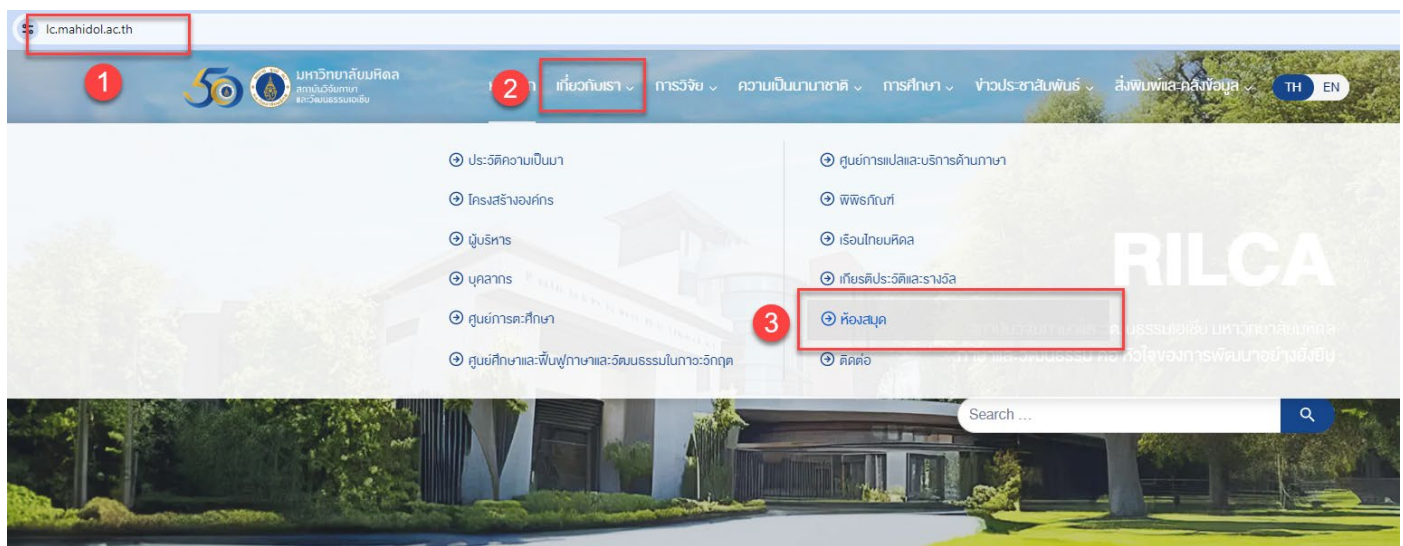 lc.mahidol.ac.th
1
50
มหาวิทยาลัยมหิดล
สถาบันวิจัยภาษา
และวัฒนธรรมเอเชีย
2
เกี่ยวกับเรา
การวิจัย
ความเป็นนานาชาติ
การศึกษา
ข่าวประชาสัมพันธ์
สิ่งพิมพ์และคลังข้อมูล
TH EN
ประวัติความเป็นมา
โครงสร้างองค์กร
ผู้บริหาร
บุคลากร
ศูนย์การตะศึกษา
ศูนย์ศึกษาและฟื้นฟูภาษาและวัฒนธรรมในภาวะวิกฤต
ศูนย์การแปลและบริการด้านภาษา
พิพิธภัณฑ์
เรือนไทยมหิดล
เกียรติประวัติและรางวัล
3
ห้องสมุด
ติดต่อ
RILCA
Search ...